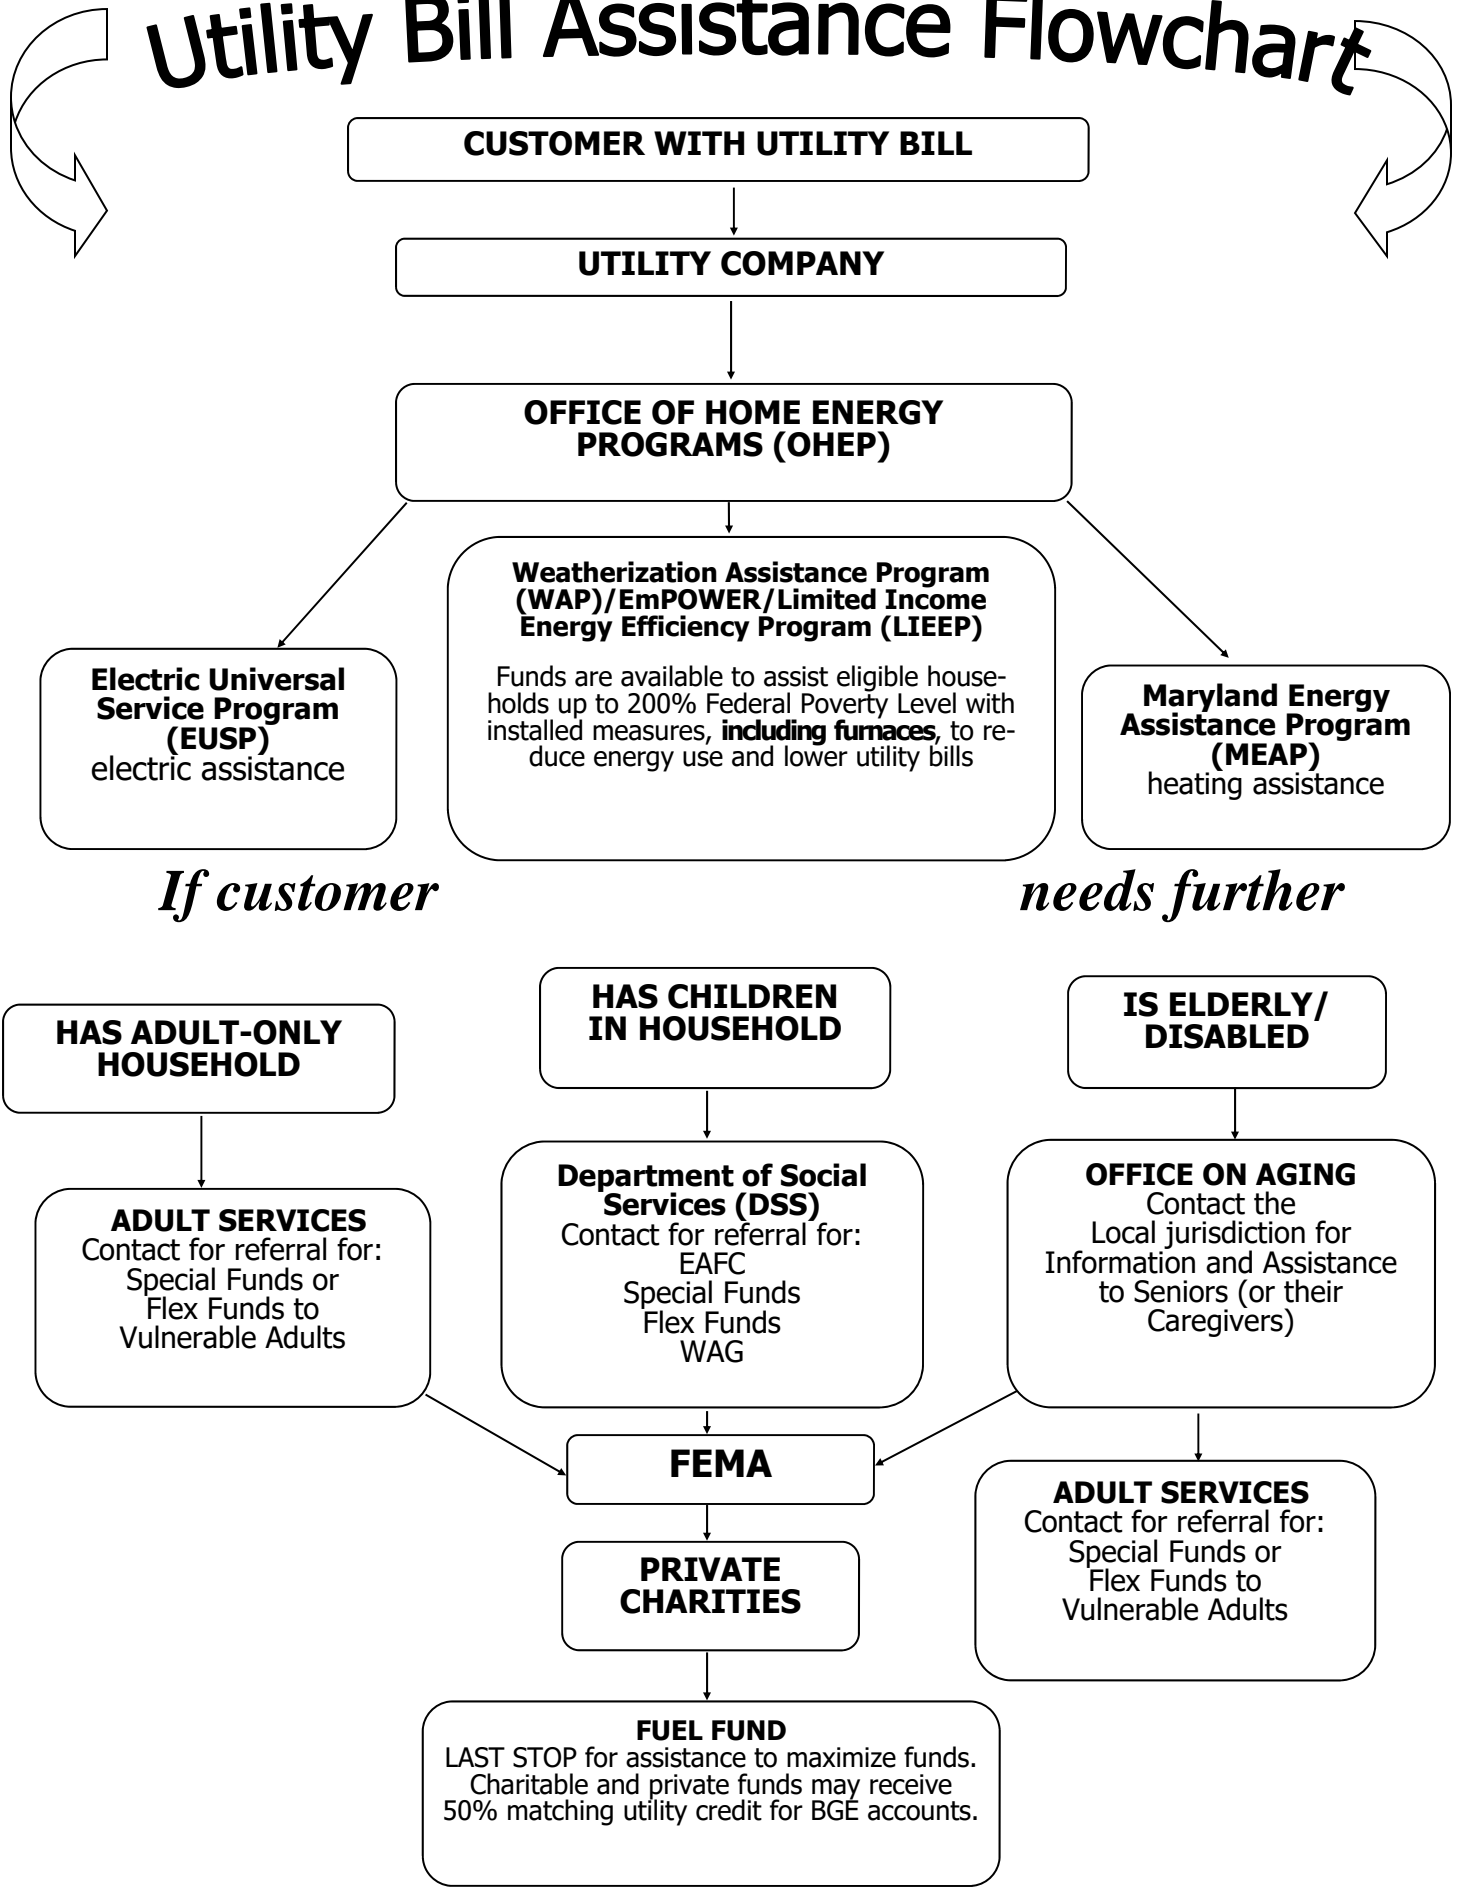 Utility Bill Assistance Flowchart
CUSTOMER WITH UTILITY BILL
UTILITY COMPANY
OFFICE OF HOME ENERGY
PROGRAMS (OHEP)
Electric Universal
Service Program
(EUSP)
electric assistance
Weatherization Assistance Program
(WAP)/EmPOWER/Limited Income
Energy Efficiency Program (LIEEP)
Funds are available to assist eligible house-
holds up to 200% Federal Poverty Level with
installed measures, including furnaces, to re-
duce energy use and lower utility bills
Maryland Energy
Assistance Program
(MEAP)
heating assistance
If customer needs further
HAS ADULT-ONLY
HOUSEHOLD
HAS CHILDREN
IN HOUSEHOLD
IS ELDERLY/
DISABLED
ADULT SERVICES
Contact for referral for:
Special Funds or
Flex Funds to
Vulnerable Adults
Department of Social
Services (DSS)
Contact for referral for:
EAFC
Special Funds
Flex Funds
WAG
OFFICE ON AGING
Contact the
Local jurisdiction for
Information and Assistance
to Seniors (or their
Caregivers)
FEMA
ADULT SERVICES
Contact for referral for:
Special Funds or
Flex Funds to
Vulnerable Adults
PRIVATE
CHARITIES
FUEL FUND
LAST STOP for assistance to maximize funds.
Charitable and private funds may receive
50% matching utility credit for BGE accounts.